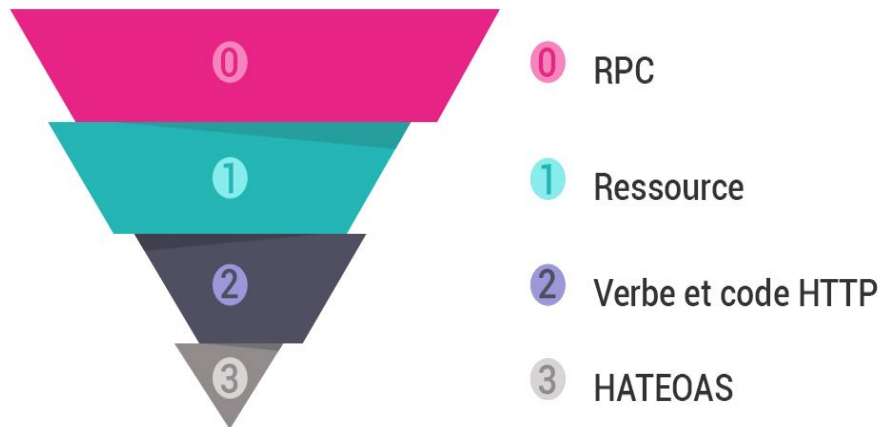 0
0 RPC
1
1 Ressource
2
2 Verbe et code HTTP
3
3 HATEOAS